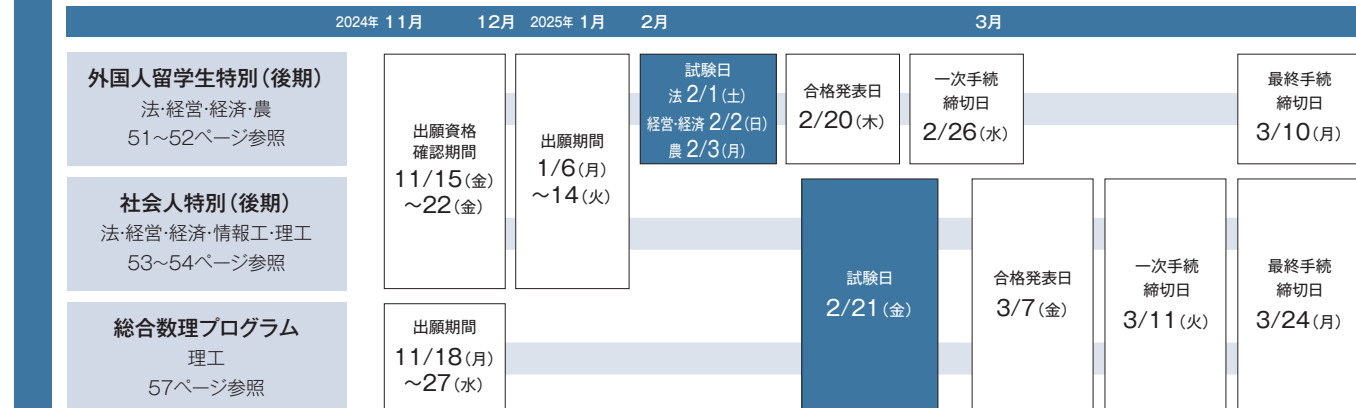 2024年 11月 12月 2025年 1月 2月 3月
外国人留学生特別（後期）
法・経営・経済・農
51～52ページ参照
社会人特別（後期）
法・経営・経済・情報工・理工
53～54ページ参照
総合数理プログラム
理工
57ページ参照
出願資格
確認期間
11/15（金）
～22（金）
出願期間
11/18（月）
～27（水）
出願期間
1/6（月）
～14（火）
試験日
法 2/1（土）
経営・経済 2/2（日）
農 2/3（月）
合格発表日
2/20（木）
一次手続
締切日
2/26（水）
最終手続
締切日
3/10（月）
試験日
2/21（金）
合格発表日
3/7（金）
一次手続
締切日
3/11（火）
最終手続
締切日
3/24（月）